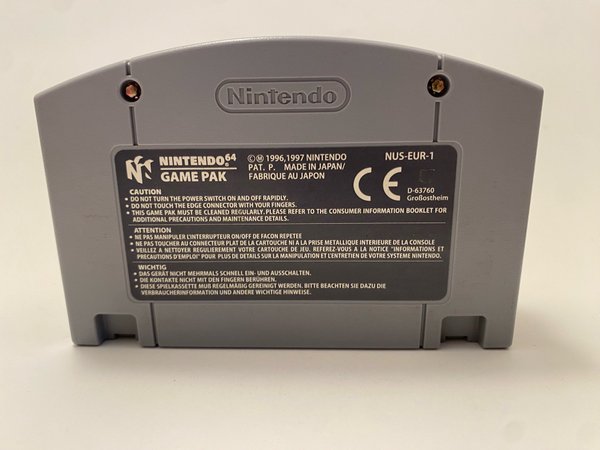 Nintendo
NINTENDO 64
GAME PAK
©Ⓜ 1996,1997 NINTENDO
PAT. P. MADE IN JAPAN/
FABRIQUE AU JAPON
NUS-EUR-1
CE
D-63760
Großostheim
CAUTION
• DO NOT TURN THE POWER SWITCH ON AND OFF RAPIDLY.
• DO NOT TOUCH THE EDGE CONNECTOR WITH YOUR FINGERS.
• THIS GAME PAK MUST BE CLEANED REGULARLY. PLEASE REFER TO THE CONSUMER INFORMATION BOOKLET FOR
ADDITIONAL PRECAUTIONS AND MAINTENANCE DETAILS.
ATTENTION
• NE PAS MANIPULER L'INTERRUPTEUR ON/OFF DE FACON REPETEE
• NE PAS TOUCHER AU CONNECTEUR PLAT DE LA CARTOUCHE NI A LA PRISE METALLIQUE INTERIEURE DE LA CONSOLE
• VEILLEZ A NETTOYER REGULIEREMENT VOTRE CARTOUCHE DE JEU. REFEREZ-VOUS A LA NOTICE "INFORMATIONS ET
PRECAUTIONS D'EMPLOI" POUR PLUS DE DETAILS SUR LA MANIPULATION ET L'ENTRETIEN DE VOTRE SYSTEME NINTENDO.
WICHTIG
• DAS GERÄT NICHT MEHRMALS SCHNELL EIN- UND AUSSCHALTEN.
• DIE KONTAKTE NICHT MIT DEN FINGERN BERÜHREN.
• DIESE SPIELKASSETTE MUß REGELMÄßIG GEREINIGT WERDEN. BITTE BEACHTEN SIE DAZU DIE
VERBRAUCHERINFORMATION UND ANDERE WICHTIGE HINWEISE.